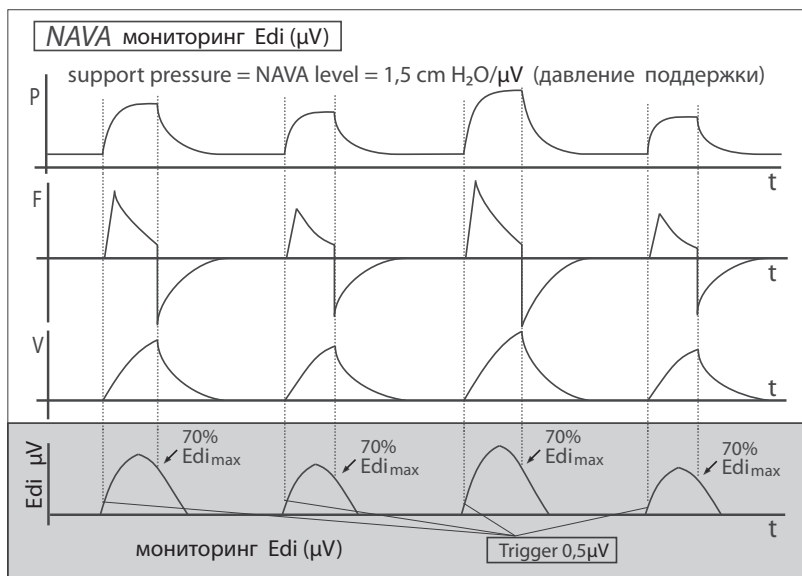 NAVA мониторинг Edi (µV)
support pressure = NAVA level = 1,5 cm H₂O/µV (давление поддержки)
P
t
F
t
V
t
Edi µV
70%
Edimax
70%
Edimax
70%
Edimax
70%
Edimax
t
мониторинг Edi (µV)
Trigger 0,5µV